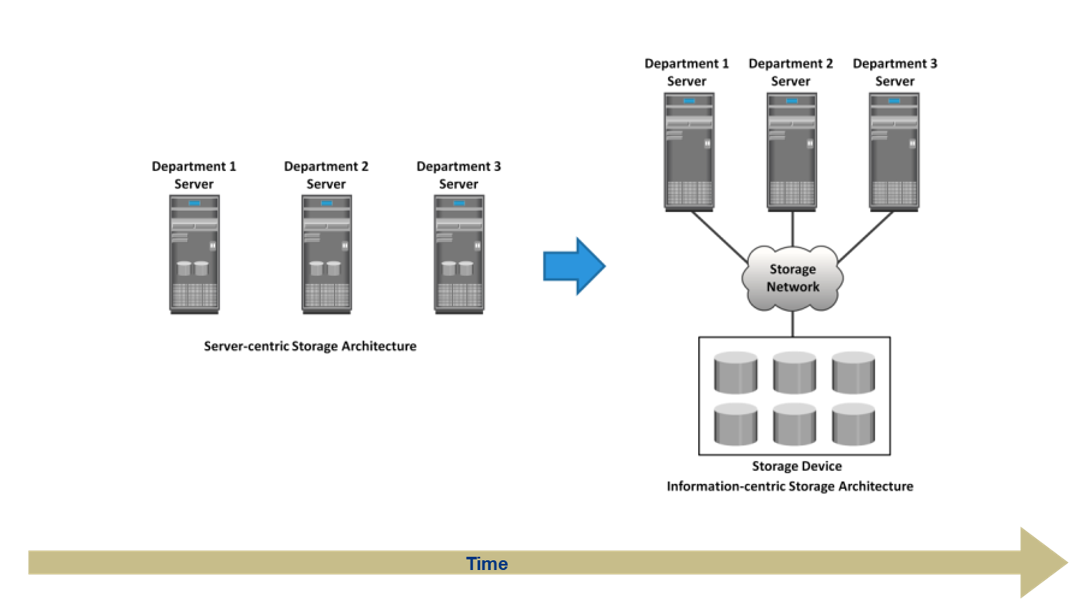 Department 1
Server
Department 2
Server
Department 3
Server
Server-centric Storage Architecture
Department 1
Server
Department 2
Server
Department 3
Server
Storage
Network
Storage Device
Information-centric Storage Architecture
Time